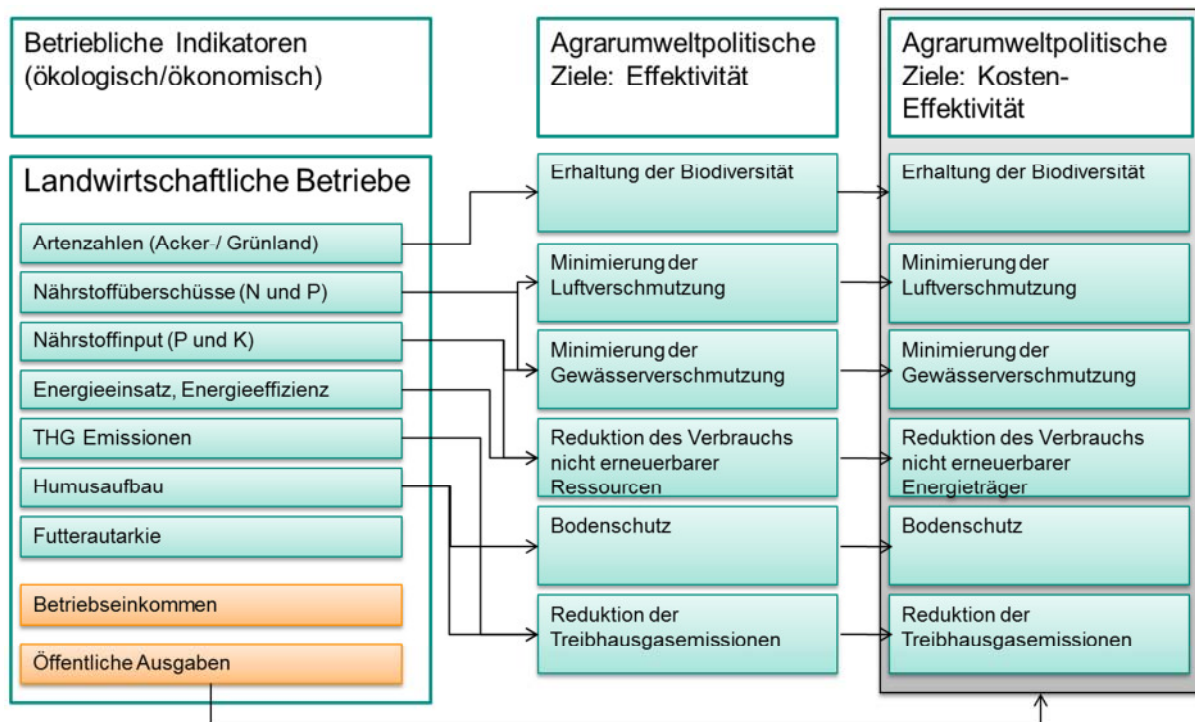 Betriebliche Indikatoren
(ökologisch/ökonomisch)
Agrarumweltpolitische
Ziele: Effektivität
Agrarumweltpolitische
Ziele: Kosten-
Effektivität
Landwirtschaftliche Betriebe
Artenzahlen (Acker-/ Grünland)
Nährstoffüberschüsse (N und P)
Nährstoffinput (P und K)
Energieeinsatz, Energieeffizienz
THG Emissionen
Humusaufbau
Futterautarkie
Betriebseinkommen
Öffentliche Ausgaben
Erhaltung der Biodiversität
Minimierung der
Luftverschmutzung
Minimierung der
Gewässerverschmutzung
Reduktion des Verbrauchs
nicht erneuerbarer
Ressourcen
Bodenschutz
Reduktion der
Treibhausgasemissionen
Erhaltung der Biodiversität
Minimierung der
Luftverschmutzung
Minimierung der
Gewässerverschmutzung
Reduktion des Verbrauchs
nicht erneuerbarer
Energieträger
Bodenschutz
Reduktion der
Treibhausgasemissionen